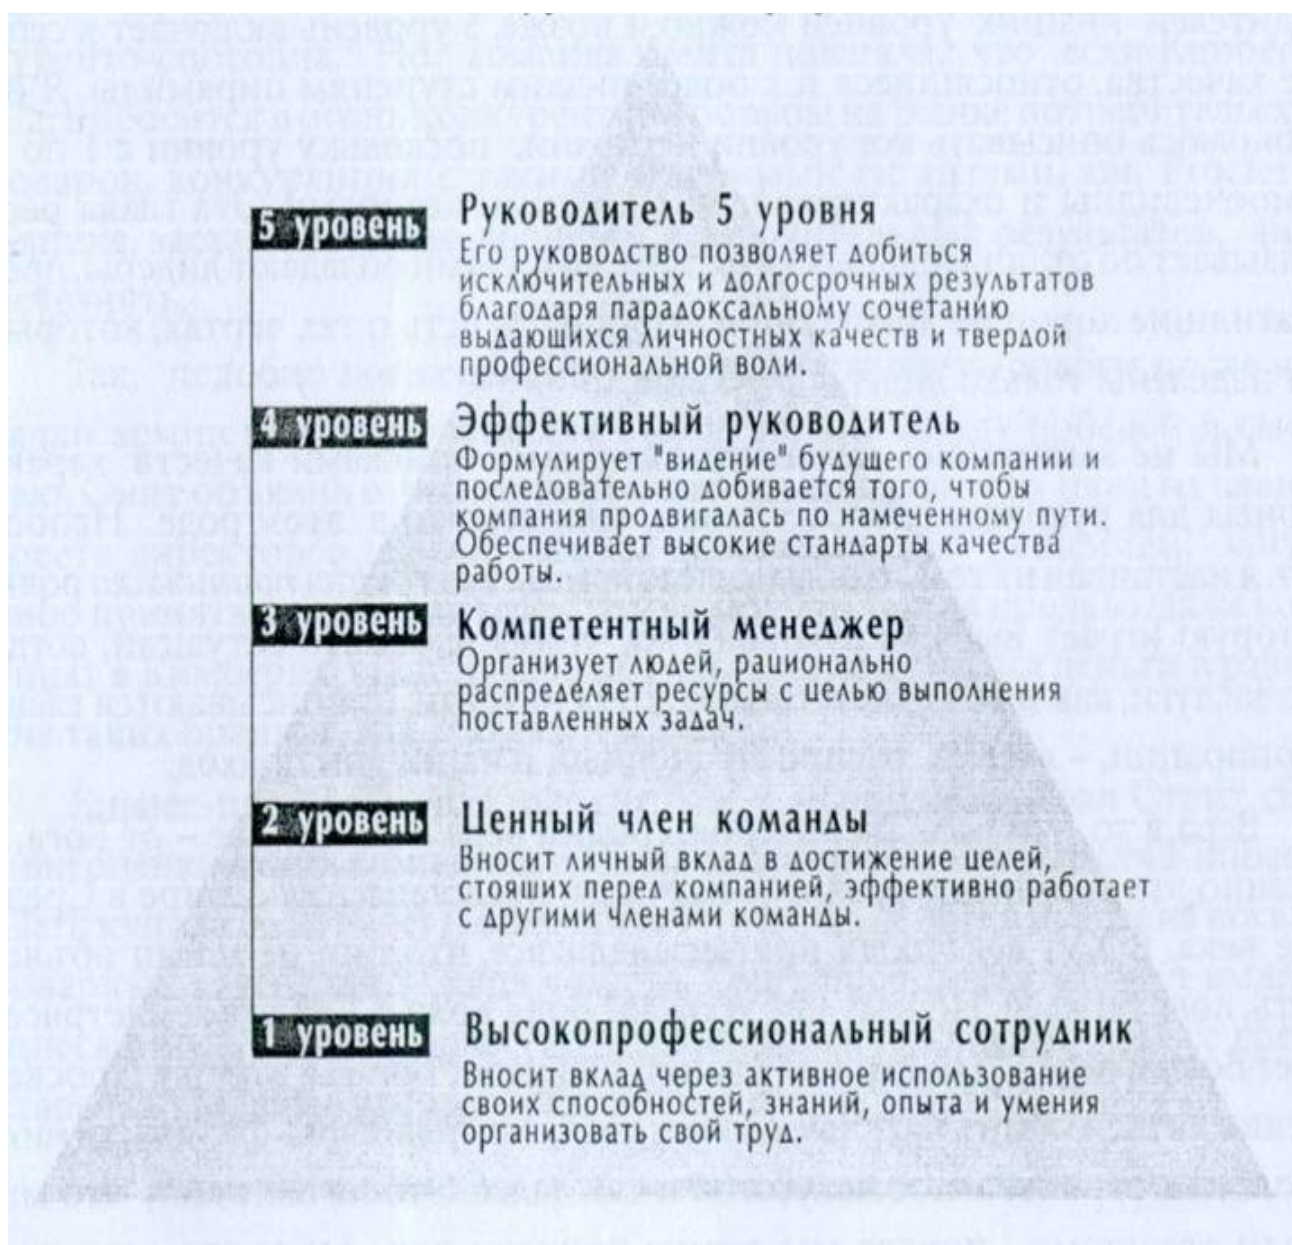 5 уровень
Руководитель 5 уровня
Его руководство позволяет добиться
исключительных и долгосрочных результатов
благодаря парадоксальному сочетанию
выдающихся личностных качеств и твердой
профессиональной воли.
4 уровень
Эффективный руководитель
Формулирует "видение" будущего компании и
последовательно добивается того, чтобы
компания продвигалась по намеченному пути.
Обеспечивает высокие стандарты качества
работы.
3 уровень
Компетентный менеджер
Организует людей, рационально
распределяет ресурсы с целью выполнения
поставленных задач.
2 уровень
Ценный член команды
Вносит личный вклад в достижение целей,
стоящих перед компанией, эффективно работает
с другими членами команды.
1 уровень
Высокопрофессиональный сотрудник
Вносит вклад через активное использование
своих способностей, знаний, опыта и умения
организовать свой труд.